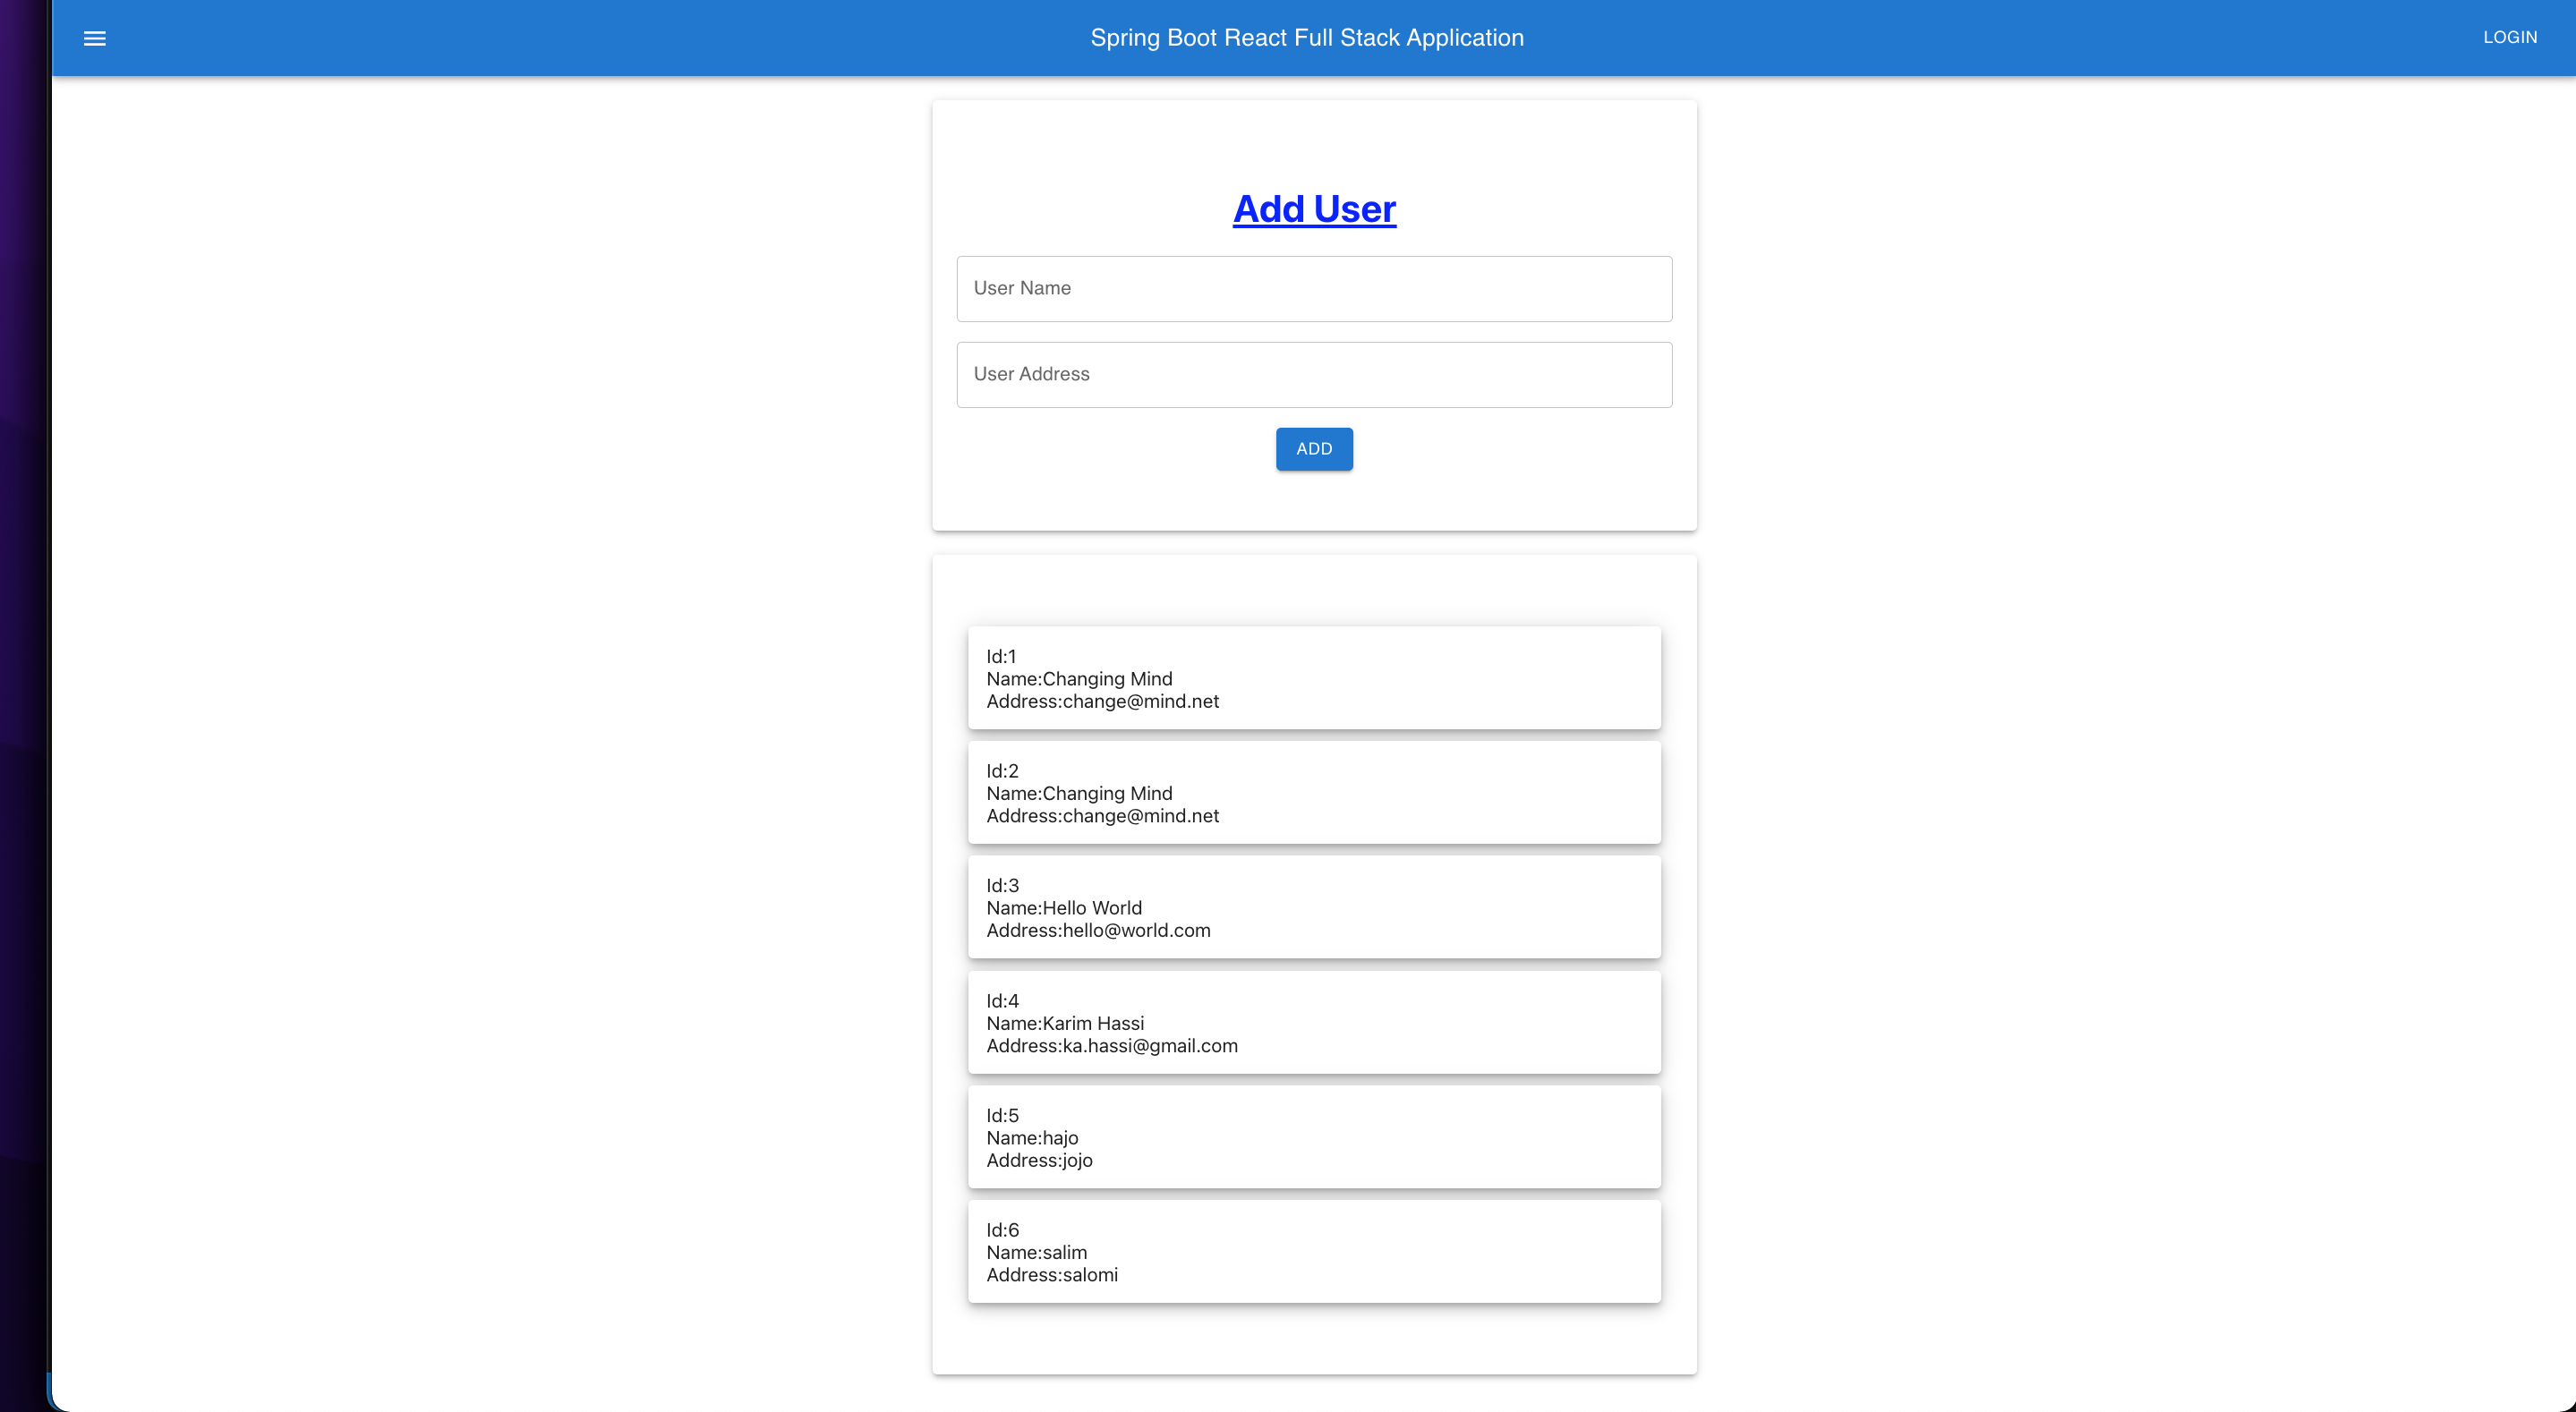 Spring Boot React Full Stack Application
LOGIN
Add User
User Name
User Address
ADD
Id:1
Name:Changing Mind
Address:change@mind.net
Id:2
Name:Changing Mind
Address:change@mind.net
Id:3
Name:Hello World
Address:hello@world.com
Id:4
Name:Karim Hassi
Address:ka.hassi@gmail.com
Id:5
Name:hajo
Address:jojo
Id:6
Name:salim
Address:salomi